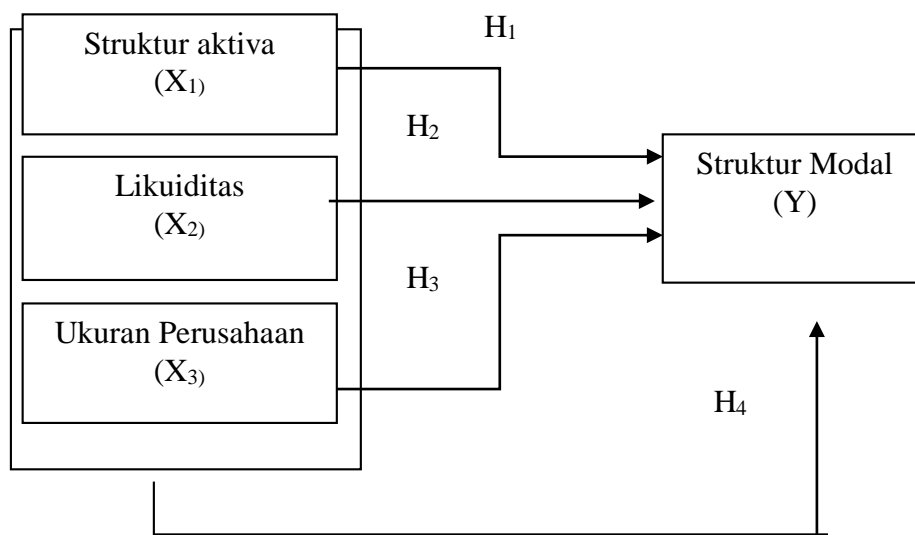 H1
Struktur aktiva
(X1)
H2
Likuiditas
(X2)
Struktur Modal
(Y)
H3
Ukuran Perusahaan
(X3)
H4